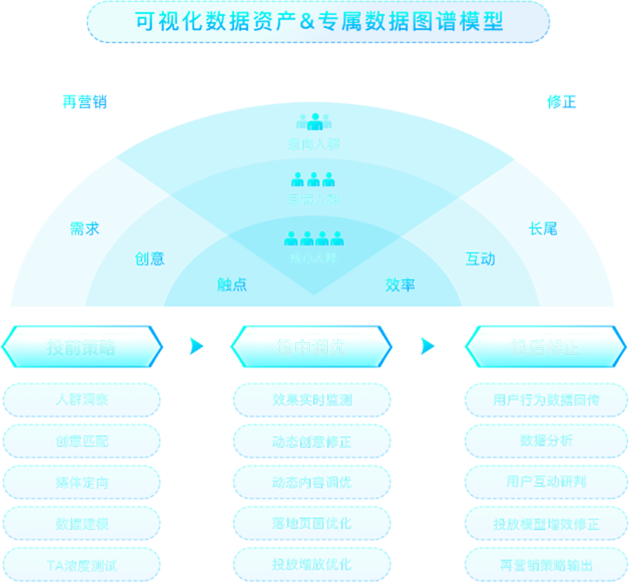 可视化数据资产&专属数据图谱模型
再营销
修正
意向人群
需求
长尾
创意
互动
核心人群
触点
效率
投前策略
投中调优
投后修正
人群洞察
效果实时监测
用户行为数据回传
创意匹配
动态创意修正
数据分析
媒体定向
动态内容调优
用户互动研判
数据建模
落地页面优化
投放模型增效修正
TA浓度测试
投放增放优化
再营销策略输出